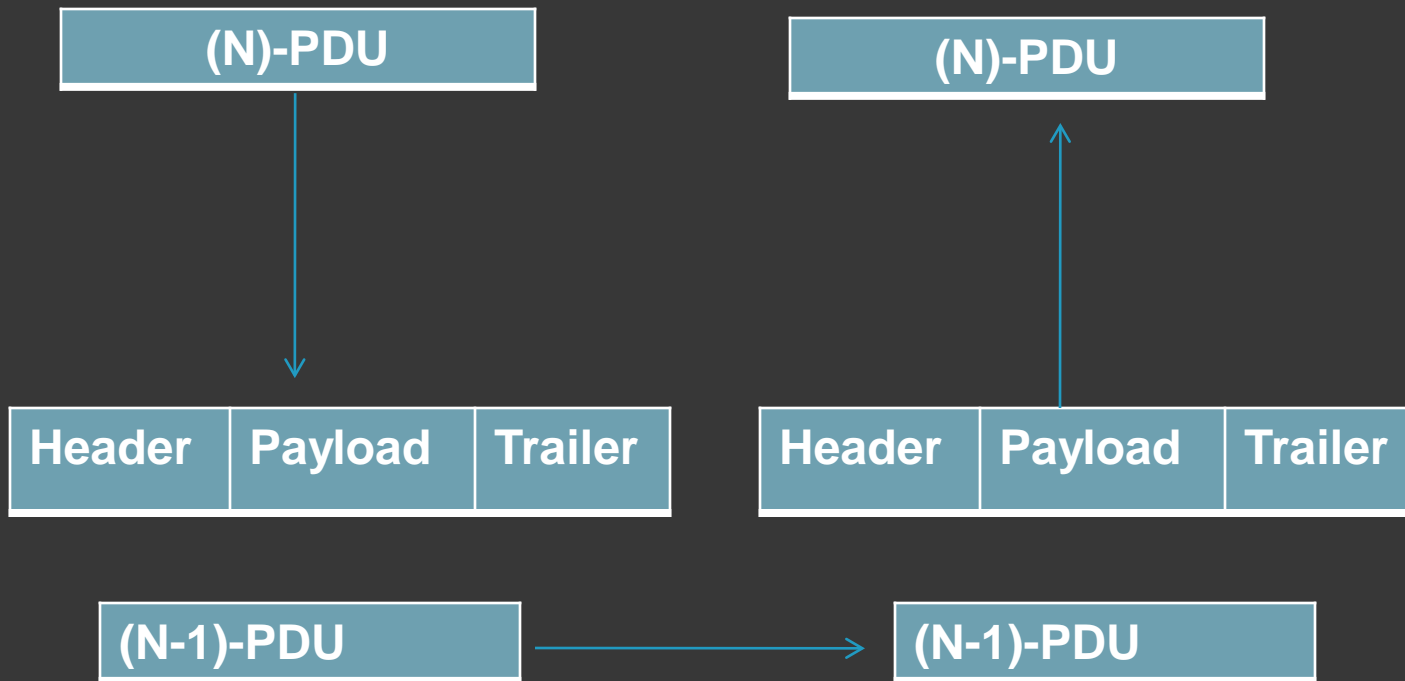 (N)-PDU
(N)-PDU
Header Payload Trailer
Header Payload Trailer
(N-1)-PDU
(N-1)-PDU